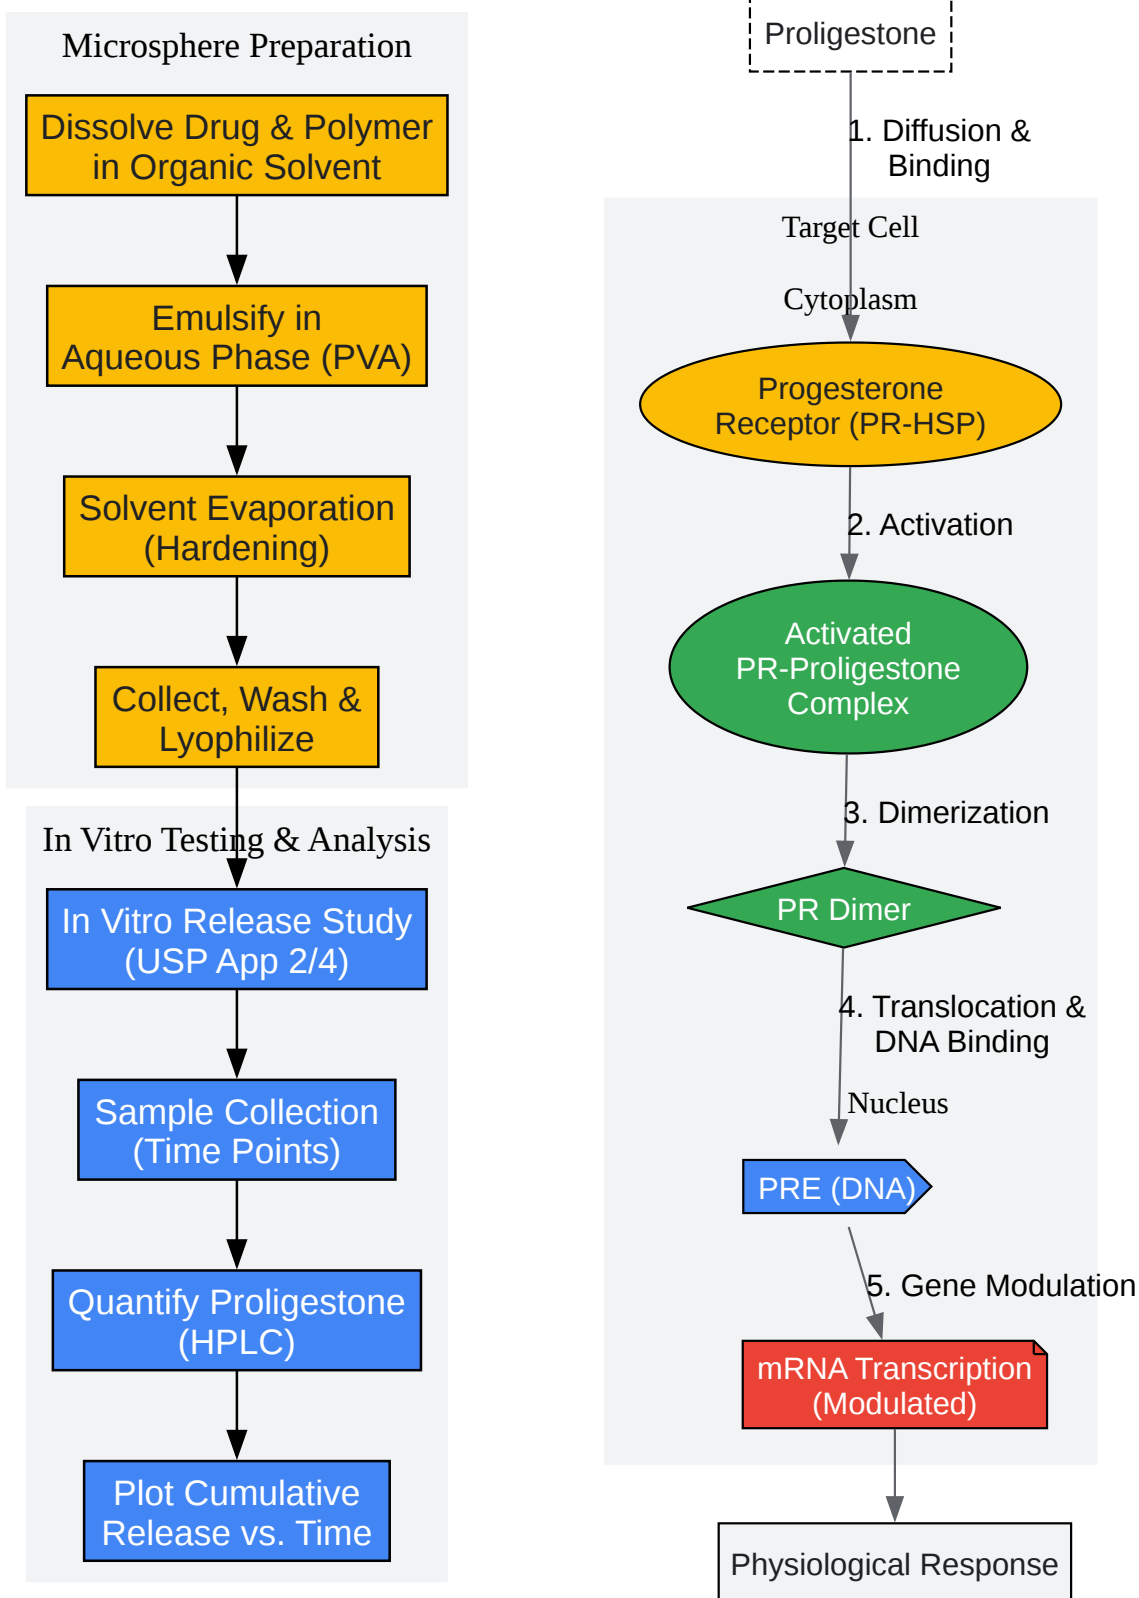 Microsphere Preparation
Dissolve Drug & Polymer
in Organic Solvent
Emulsify in
Aqueous Phase (PVA)
Solvent Evaporation
(Hardening)
Collect, Wash &
Lyophilize
In Vitro Testing & Analysis
In Vitro Release Study
(USP App 2/4)
Sample Collection
(Time Points)
Quantify Proligestone
(HPLC)
Plot Cumulative
Release vs. Time
Proligestone
1. Diffusion &
Binding
Target Cell
Cytoplasm
Progesterone
Receptor (PR-HSP)
2. Activation
Activated
PR-Proligestone
Complex
3. Dimerization
PR Dimer
4. Translocation &
DNA Binding
Nucleus
PRE (DNA)
5. Gene Modulation
mRNA Transcription
(Modulated)
Physiological Response